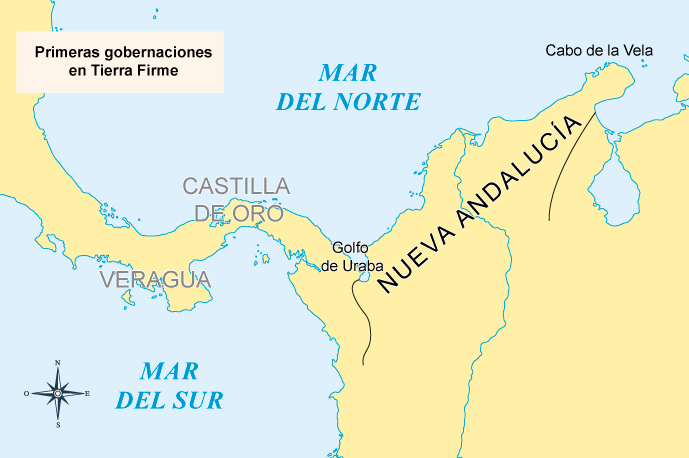 Primeras gobernaciones
en Tierra Firme
Cabo de la Vela
MAR
DEL NORTE
CASTILLA
DE ORO
NUEVA ANDALUCÍA
Golfo
de Uraba
VERAGUA
MAR
DEL SUR
N
O
E
S